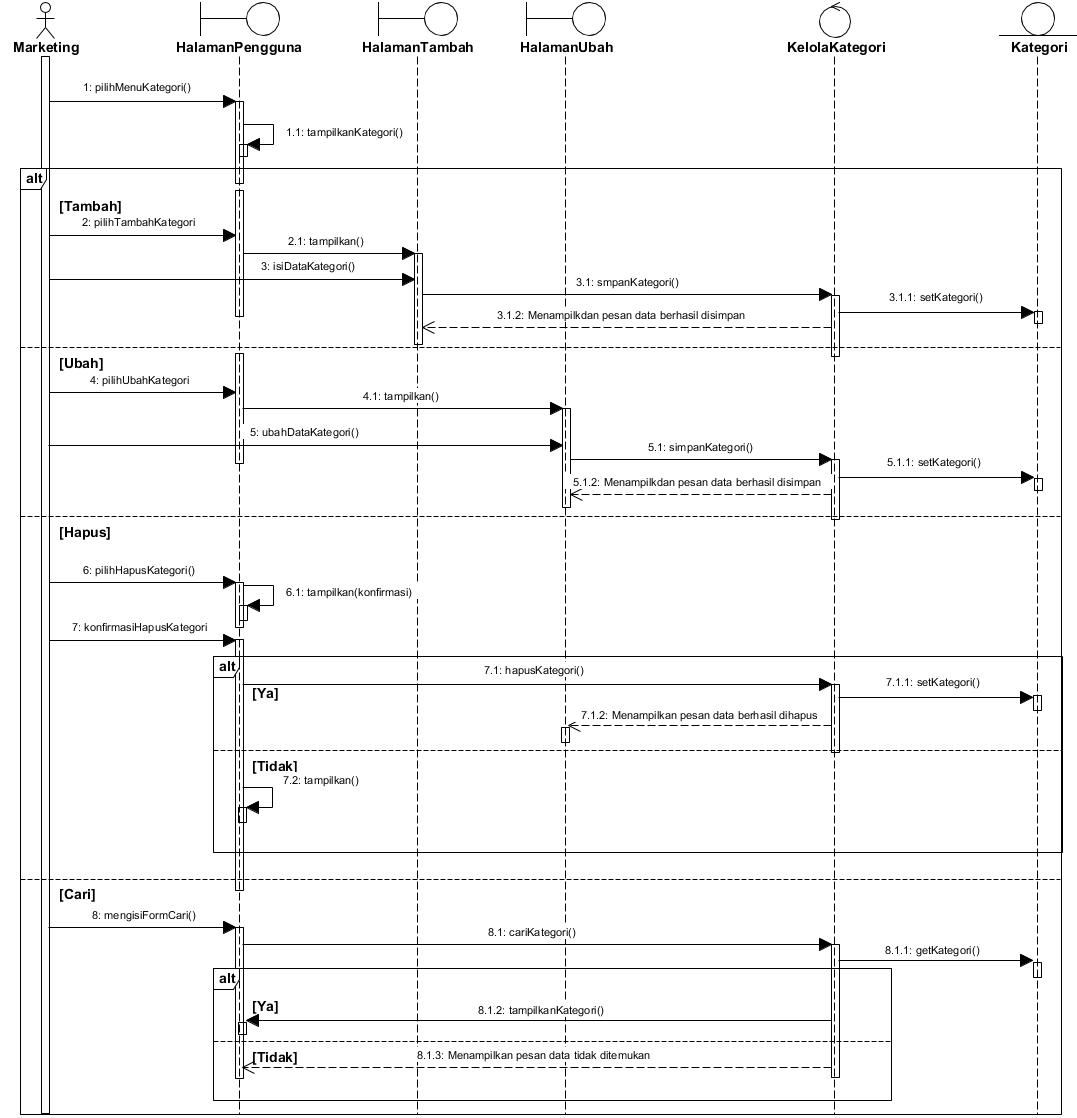 Marketing
HalamanPengguna
HalamanTambah
HalamanUbah
KelolaKategori
Kategori
1: pilihMenuKategori()
1.1: tampilkanKategori()
alt
[Tambah]
2: pilihTambahKategori
2.1: tampilkan()
3: isiDataKategori()
3.1: smpanKategori()
3.1.1: setKategori()
3.1.2: Menampilkdan pesan data berhasil disimpan
[Ubah]
4: pilihUbahKategori
4.1: tampilkan()
5: ubahDataKategori()
5.1: simpanKategori()
5.1.1: setKategori()
5.1.2: Menampilkdan pesan data berhasil disimpan
[Hapus]
6: pilihHapusKategori()
6.1: tampilkan(konfirmasi)
7: konfirmasiHapusKategori
alt
7.1: hapusKategori()
7.1.1: setKategori()
[Ya]
7.1.2: Menampilkan pesan data berhasil dihapus
[Tidak]
7.2: tampilkan()
[Cari]
8: mengisiFormCari()
8.1: cariKategori()
8.1.1: getKategori()
alt
[Ya]
8.1.2: tampilkanKategori()
[Tidak]
8.1.3: Menampilkan pesan data tidak ditemukan